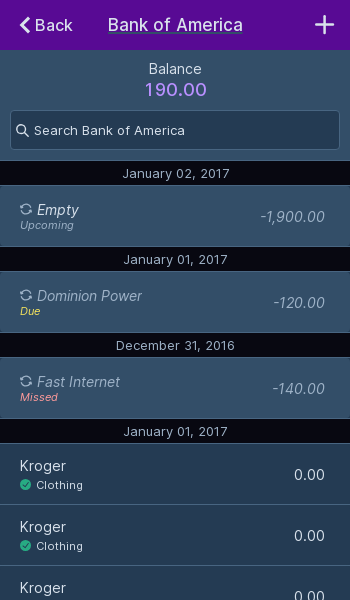 Back Bank of America
Balance
190.00
Search Bank of America
January 02, 2017
Empty
Upcoming
-1,900.00
January 01, 2017
Dominion Power
Due
-120.00
December 31, 2016
Fast Internet
Missed
-140.00
January 01, 2017
Kroger
Clothing
0.00
Kroger
Clothing
0.00
Kroger
0.00